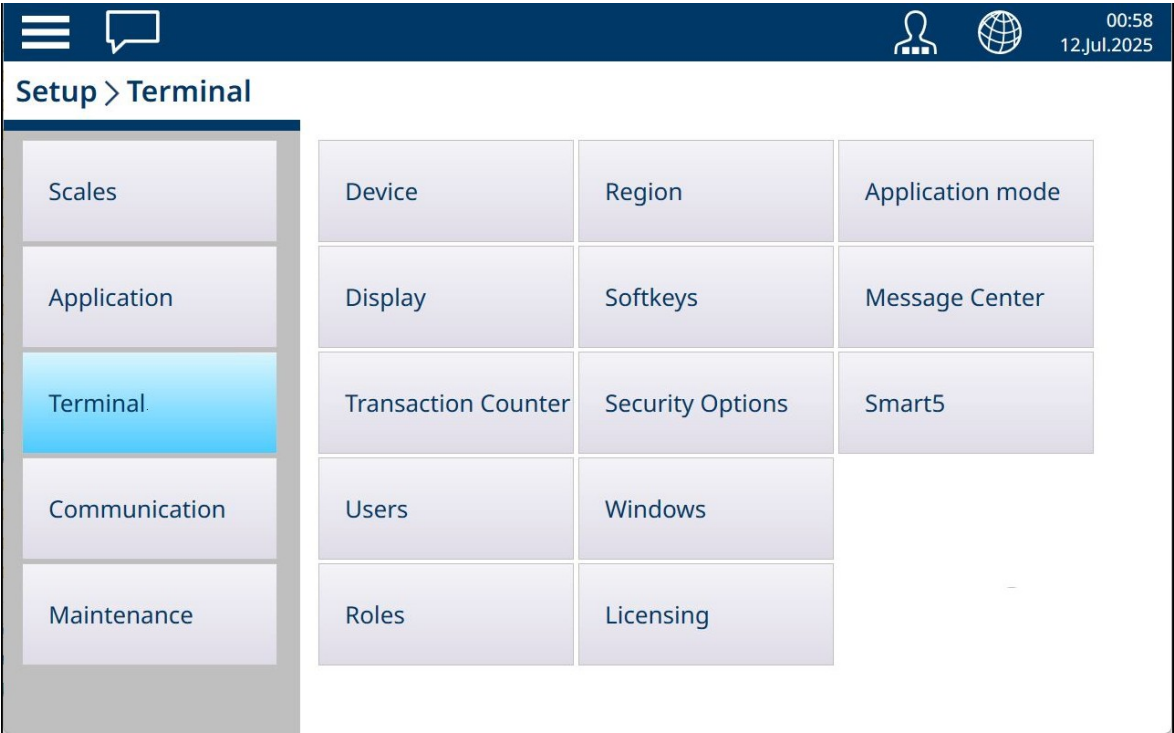 00:58
12.Jul.2025
Setup > Terminal
Scales
Device
Region
Application mode
Application
Display
Softkeys
Message Center
Terminal
Transaction Counter
Security Options
Smart5
Communication
Users
Windows
Maintenance
Roles
Licensing